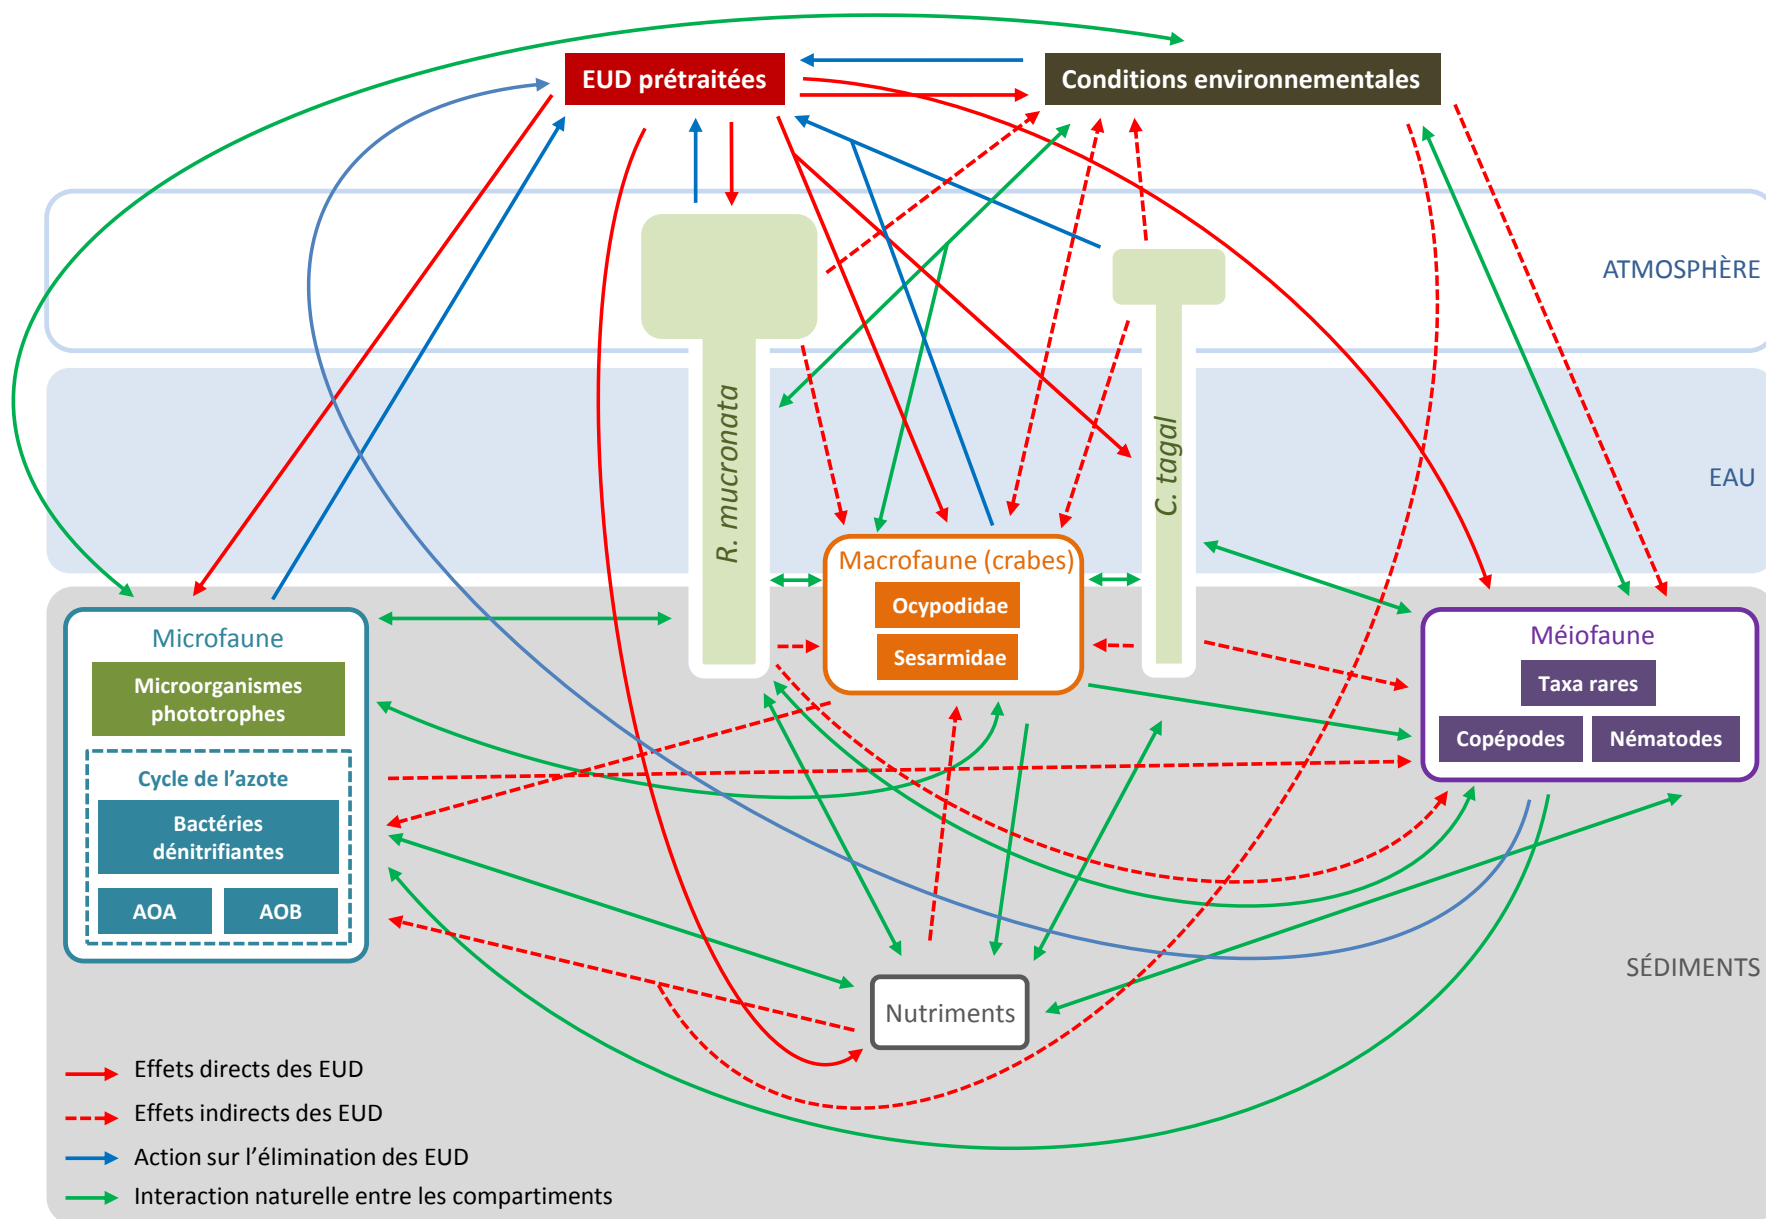 EUD prétraitées
Conditions environnementales
ATMOSPHÈRE
R. mucronata
C. tagal
EAU
Macrofaune (crabes)
Ocypodidae
Sesarmidae
Microfaune
Microorganismes
phototrophes
Cycle de l’azote
Bactéries
dénitrifiantes
AOA
AOB
Méiofaune
Taxa rares
Copépodes
Nématodes
SÉDIMENTS
Nutriments
Effets directs des EUD
Effets indirects des EUD
Action sur l’élimination des EUD
Interaction naturelle entre les compartiments